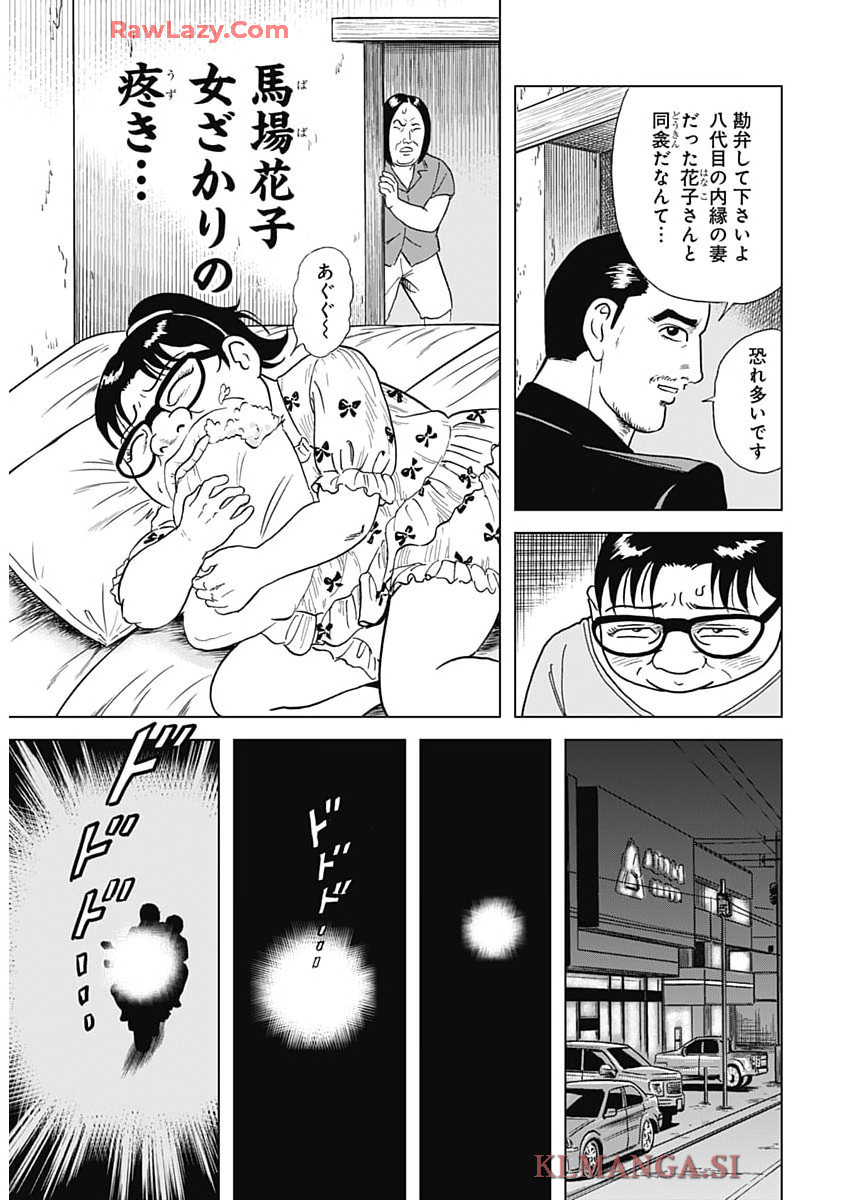 RawLazy.com
勘弁して下さいよ
八代目の内縁の妻
だった花子さんと
同衾だなんて…
恐れ多いです
馬場花子
女ざかりの
疼き…
あぐぐ〜
ドドド…
ドドド…
KLMANGA.SI